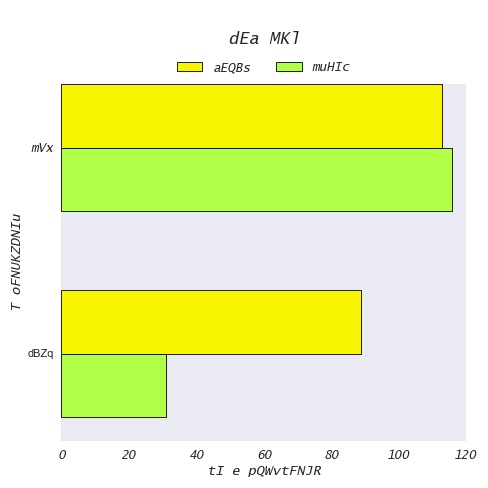 dEa MKl
aEQBs muHIc
T oFNUKZDNIu
mVx
dBZq
0 20 40 60 80 100 120
tI e pQWvtFNJR